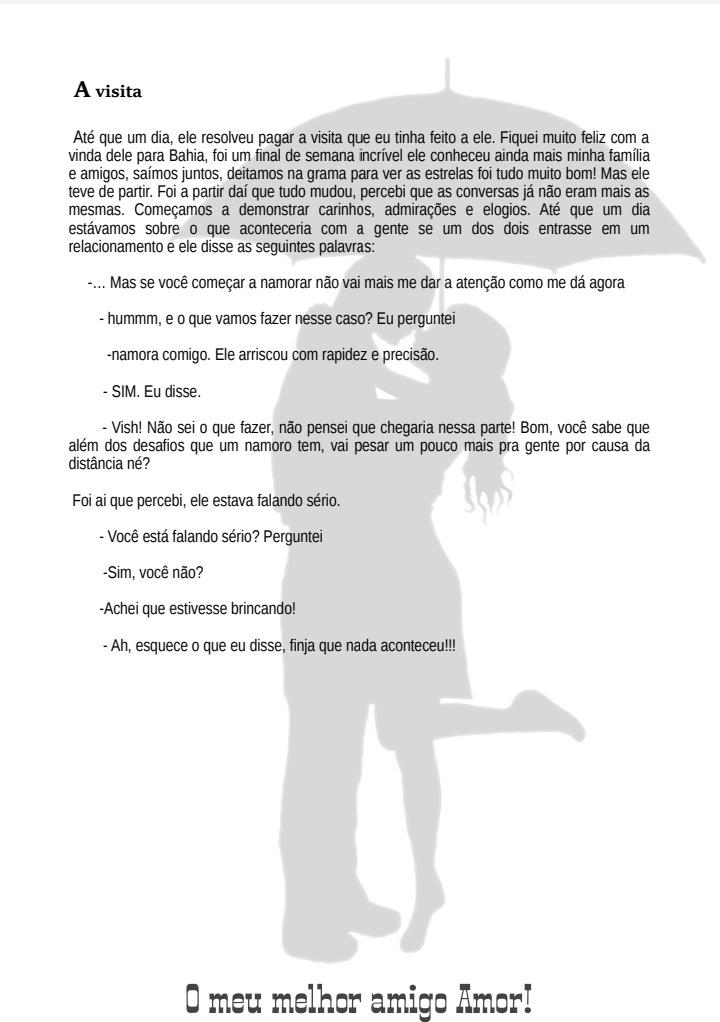 A visita
Até que um dia, ele resolveu pagar a visita que eu tinha feito a ele. Fiquei muito feliz com a
vinda dele para Bahia, foi um final de semana incrível ele conheceu ainda mais minha família
e amigos, saímos juntos, deitamos na grama para ver as estrelas foi tudo muito bom! Mas ele
teve de partir. Foi a partir daí que tudo mudou, percebi que as conversas já não eram mais as
mesmas. Começamos a demonstrar carinhos, admirações e elogios. Até que um dia
estávamos sobre o que aconteceria com a gente se um dos dois entrasse em um
relacionamento e ele disse as seguintes palavras:
-… Mas se você começar a namorar não vai mais me dar a atenção como me dá agora
- hummm, e o que vamos fazer nesse caso? Eu perguntei
-namora comigo. Ele arriscou com rapidez e precisão.
- SIM. Eu disse.
- Vish! Não sei o que fazer, não pensei que chegaria nessa parte! Bom, você sabe que
além dos desafios que um namoro tem, vai pesar um pouco mais pra gente por causa da
distância né?
Foi ai que percebi, ele estava falando sério.
- Você está falando sério? Perguntei
-Sim, você não?
-Achei que estivesse brincando!
- Ah, esquece o que eu disse, finja que nada aconteceu!!!
O meu melhor amigo Amor!